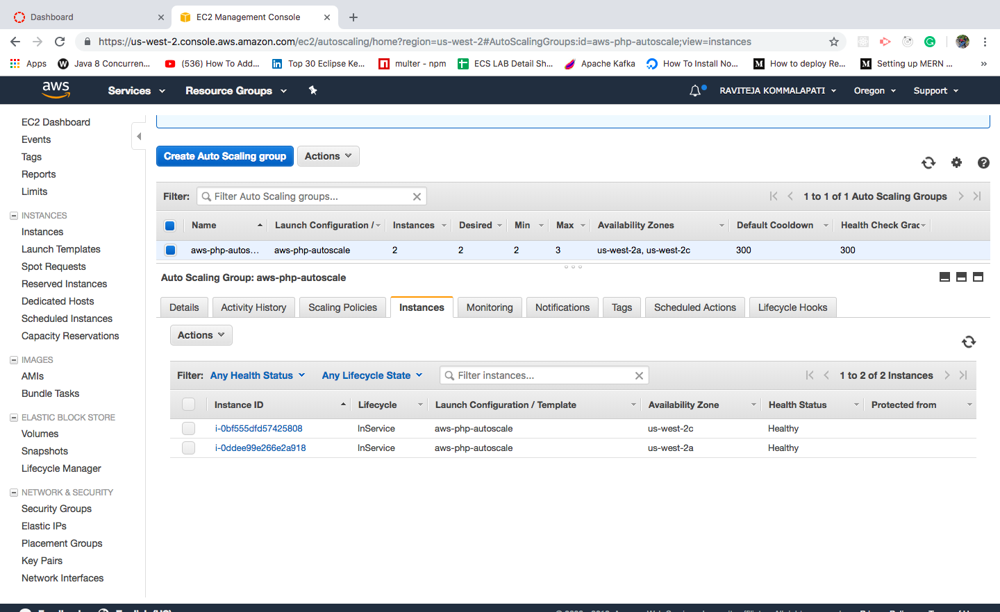 Dashboard
EC2 Management Console
https://us-west-2.console.aws.amazon.com/ec2/autoscaling/home?region=us-west-2#AutoScalingGroups:id=aws-php-autoscale;view=instances
Apps Java 8 Concurren... (536) How To Add... Top 30 Eclipse Ke... multer - npm ECS LAB Detail Sh... Apache Kafka How To Install No... How to deploy Re... Setting up MERN ... »
aws Services Resource Groups RAVITEJA KOMMALAPATI Oregon Support
EC2 Dashboard
Events
Tags
Reports
Limits
INSTANCES
Instances
Launch Templates
Spot Requests
Reserved Instances
Dedicated Hosts
Scheduled Instances
Capacity Reservations
IMAGES
AMIs
Bundle Tasks
ELASTIC BLOCK STORE
Volumes
Snapshots
Lifecycle Manager
NETWORK & SECURITY
Security Groups
Elastic IPs
Placement Groups
Key Pairs
Network Interfaces
Create Auto Scaling group Actions
Filter: Filter Auto Scaling groups... 1 to 1 of 1 Auto Scaling Groups
Name Launch Configuration / Instances Desired Min Max Availability Zones Default Cooldown Health Check Grac
aws-php-autos... aws-php-autoscale 2 2 2 3 us-west-2a, us-west-2c 300 300
Auto Scaling Group: aws-php-autoscale
Details Activity History Scaling Policies Instances Monitoring Notifications Tags Scheduled Actions Lifecycle Hooks
Actions
Filter: Any Health Status Any Lifecycle State Filter instances... 1 to 2 of 2 Instances
Instance ID Lifecycle Launch Configuration / Template Availability Zone Health Status Protected from
i-0bf555dfd57425808 InService aws-php-autoscale us-west-2c Healthy
i-0ddee99e266e2a918 InService aws-php-autoscale us-west-2a Healthy